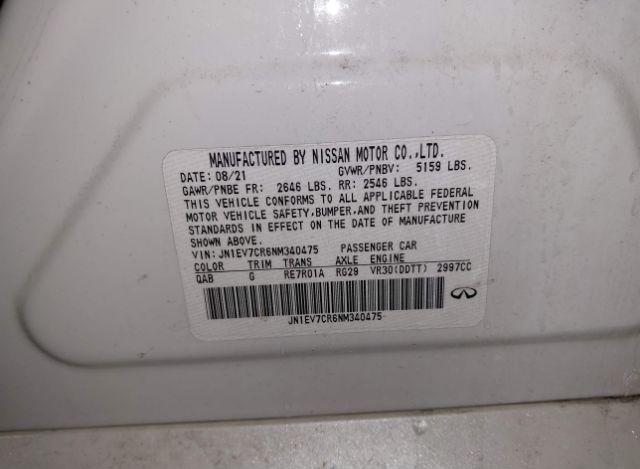 MANUFACTURED BY NISSAN MOTOR CO.,LTD.
DATE: 08/21 GVWR/PNBV: 5159 LBS.
GAWR/PNBE FR: 2646 LBS. RR: 2546 LBS.
THIS VEHICLE CONFORMS TO ALL APPLICABLE FEDERAL
MOTOR VEHICLE SAFETY,BUMPER,AND THEFT PREVENTION
STANDARDS IN EFFECT ON THE DATE OF MANUFACTURE
SHOWN ABOVE.
VIN: JN1EV7CR6NM340475 PASSENGER CAR
COLOR TRIM TRANS AXLE ENGINE
QAB G RE7R01A RG29 VR30(DDTT) 2997CC
JN1EV7CR6NM340475